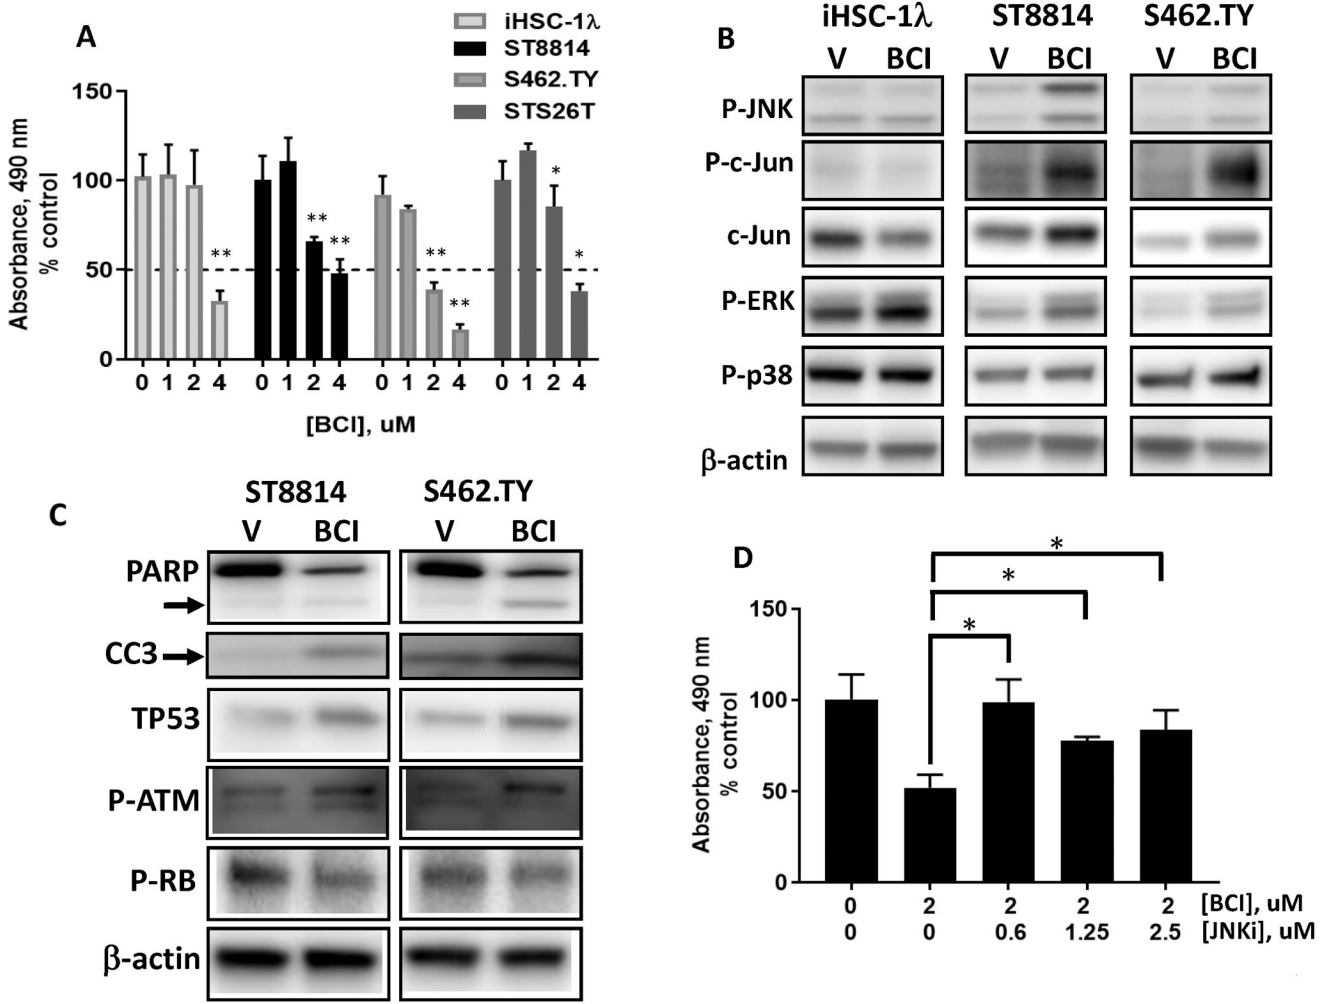 A
iHSC-1λ
ST8814
S462.TY
STS26T
Absorbance, 490 nm
% control
150
100
50
0
** ** ** ** ** * *
0 1 2 4 0 1 2 4 0 1 2 4 0 1 2 4
[BCI], uM
B
iHSC-1λ ST8814 S462.TY
V BCI V BCI V BCI
P-JNK
P-c-Jun
c-Jun
P-ERK
P-p38
β-actin
C
ST8814 S462.TY
V BCI V BCI
PARP
CC3
TP53
P-ATM
P-RB
β-actin
D
* * *
Absorbance, 490 nm
% control
150
100
50
0
0 2 2 2 2 [BCI], uM
0 0 0.6 1.25 2.5 [JNKi], uM